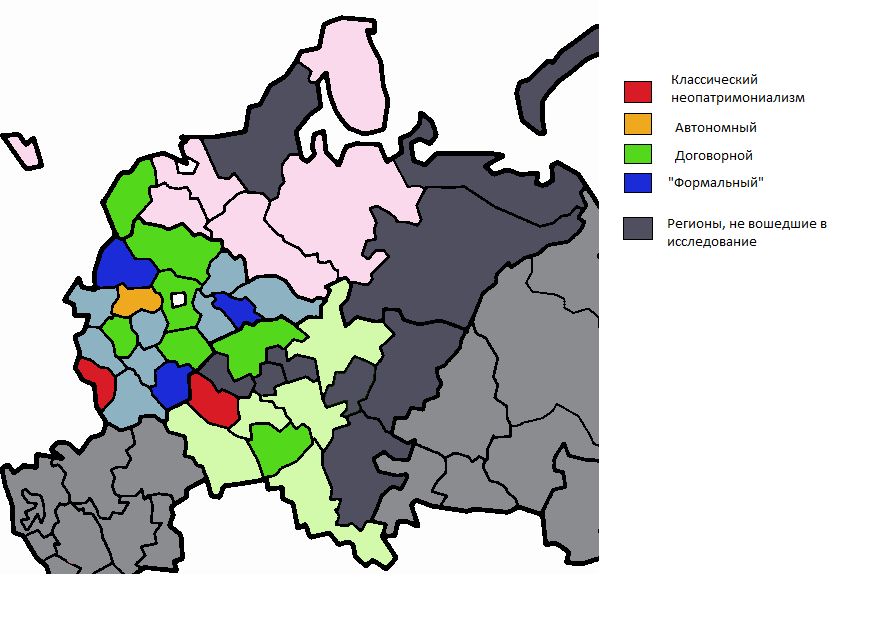 Классический
неопатримониализм
Автономный
Договорной
"Формальный"
Регионы, не вошедшие в
исследование